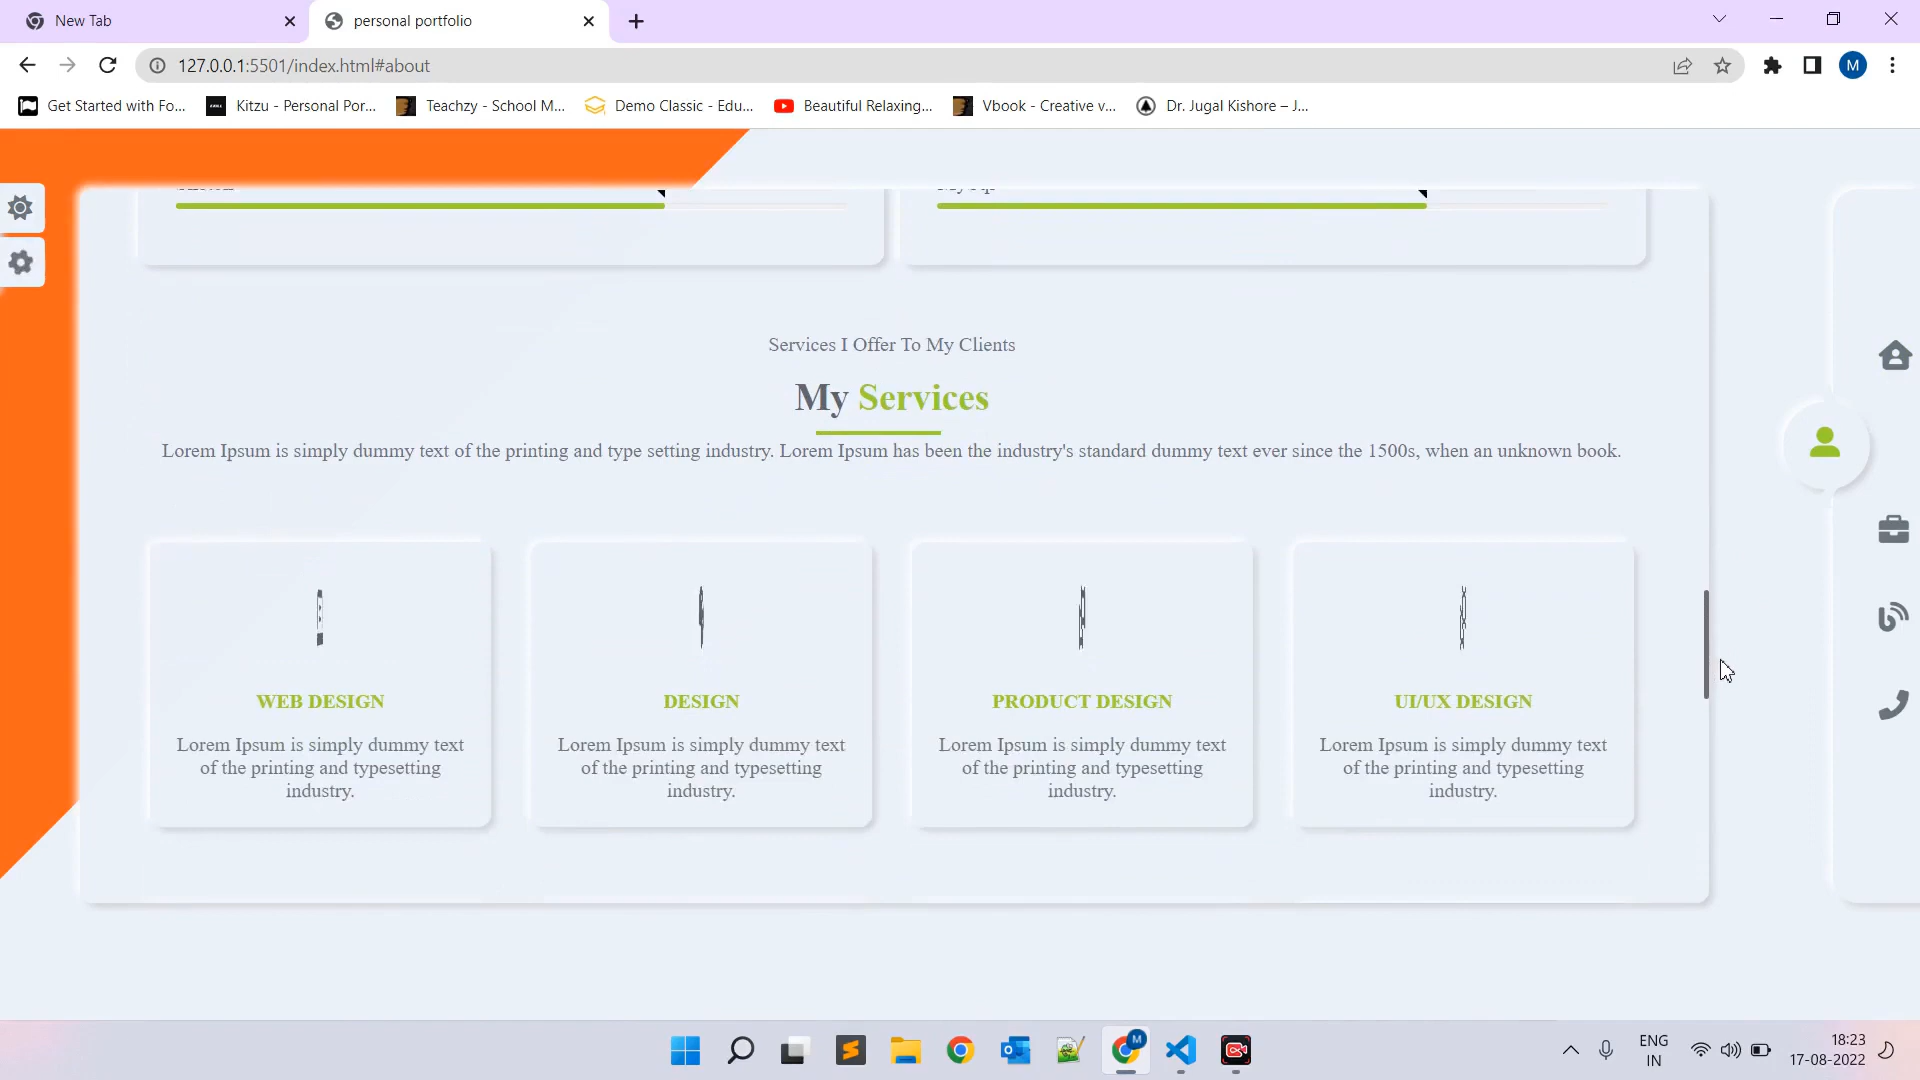 New Tab
personal portfolio
127.0.0.1:5501/index.html#about
M
Get Started with Fo...
Kitzu - Personal Por...
Teachzy - School M...
Demo Classic - Edu...
Beautiful Relaxing...
Vbook - Creative v...
Dr. Jugal Kishore – J...
Services I Offer To My Clients
My Services
Lorem Ipsum is simply dummy text of the printing and type setting industry. Lorem Ipsum has been the industry's standard dummy text ever since the 1500s, when an unknown book.
WEB DESIGN
Lorem Ipsum is simply dummy text
of the printing and typesetting
industry.
DESIGN
Lorem Ipsum is simply dummy text
of the printing and typesetting
industry.
PRODUCT DESIGN
Lorem Ipsum is simply dummy text
of the printing and typesetting
industry.
UI/UX DESIGN
Lorem Ipsum is simply dummy text
of the printing and typesetting
industry.
M
ENG
IN
18:23
17-08-2022